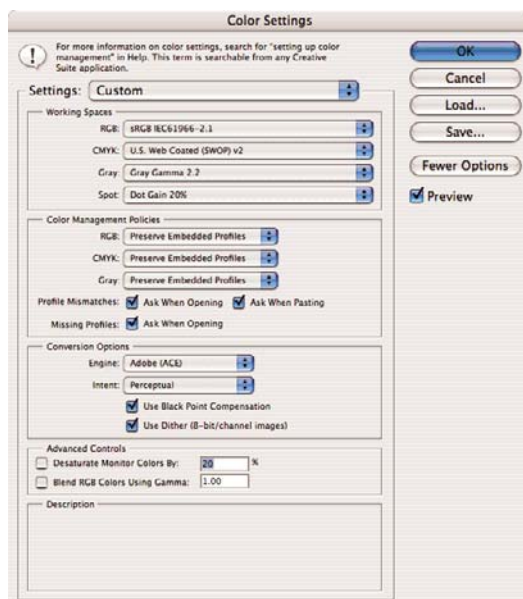 Color Settings
For more information on color settings, search for "setting up color
management" in Help. This term is searchable from any Creative
Suite application.
Settings: Custom
Working Spaces
RGB: sRGB IEC61966-2.1
CMYK: U.S. Web Coated (SWOP) v2
Gray: Gray Gamma 2.2
Spot: Dot Gain 20%
Color Management Policies
RGB: Preserve Embedded Profiles
CMYK: Preserve Embedded Profiles
Gray: Preserve Embedded Profiles
Profile Mismatches: Ask When Opening Ask When Pasting
Missing Profiles: Ask When Opening
Conversion Options
Engine: Adobe (ACE)
Intent: Perceptual
Use Black Point Compensation
Use Dither (8-bit/channel images)
Advanced Controls
Desaturate Monitor Colors By: 20 %
Blend RGB Colors Using Gamma: 1.00
Description
OK
Cancel
Load...
Save...
Fewer Options
Preview